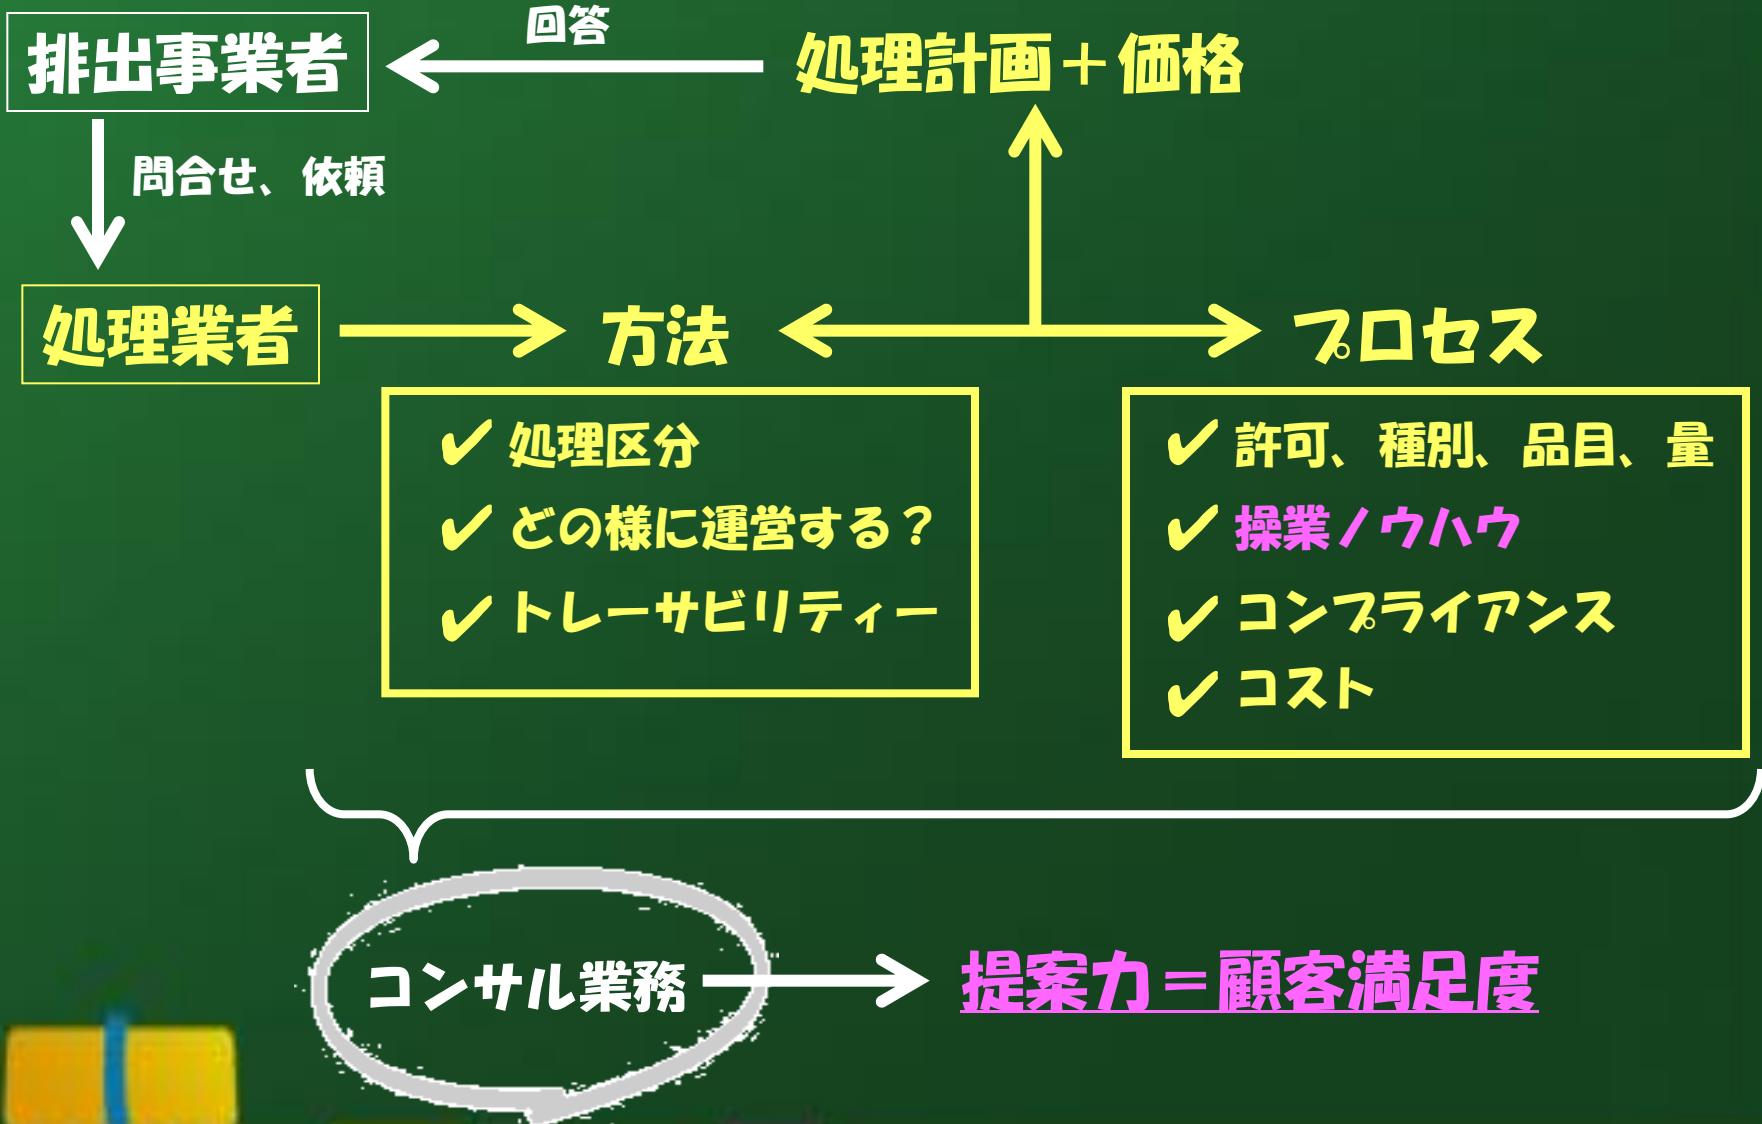 排出事業者
回答
処理計画＋価格
問合せ、依頼
処理業者
方法
プロセス
✔ 処理区分
✔ どの様に運営する？
✔ トレーサビリティー
✔ 許可、種別、品目、量
✔ 操業ノウハウ
✔ コンプライアンス
✔ コスト
コンサル業務
提案力＝顧客満足度